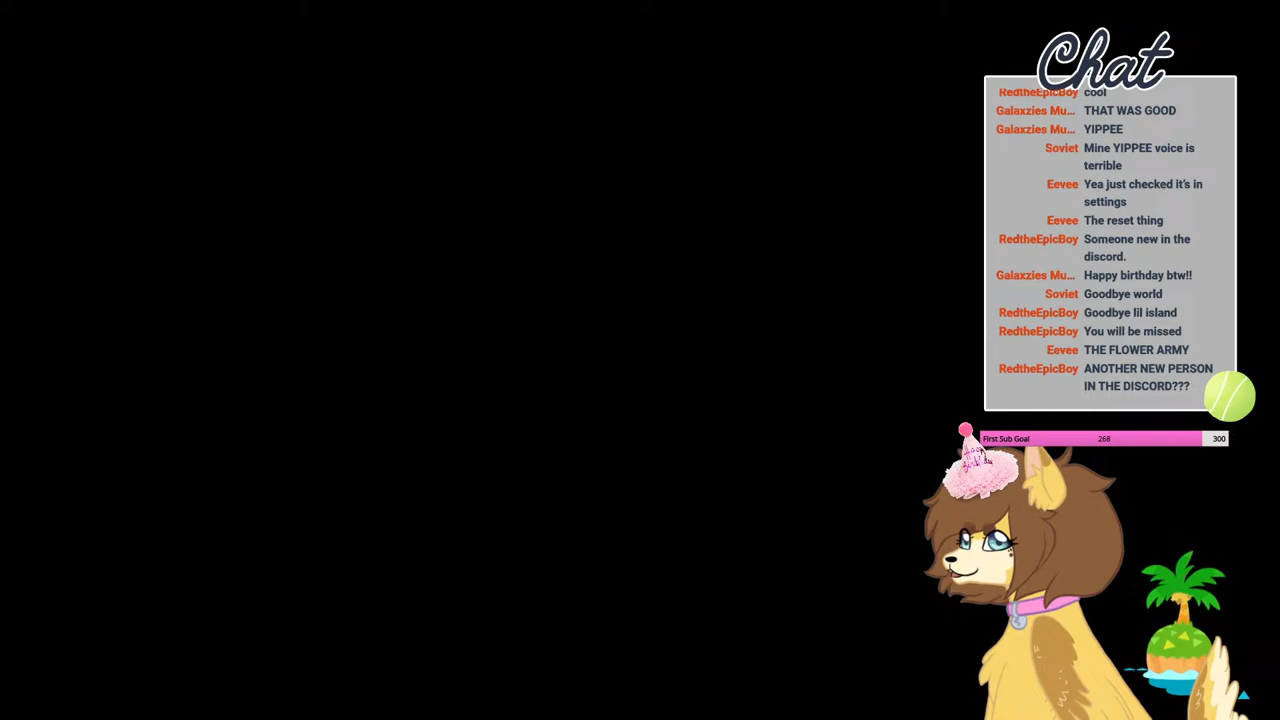 Chat
RedtheEpicBoy cool
Galaxzies Mu... THAT WAS GOOD
Galaxzies Mu... YIPPEE
Soviet Mine YIPPEE voice is
terrible
Eevee Yea just checked it's in
settings
Eevee The reset thing
RedtheEpicBoy Someone new in the
discord.
Galaxzies Mu... Happy birthday btw!!
Soviet Goodbye world
RedtheEpicBoy Goodbye lil island
RedtheEpicBoy You will be missed
Eevee THE FLOWER ARMY
RedtheEpicBoy ANOTHER NEW PERSON
IN THE DISCORD???
First Sub Goal 268 300